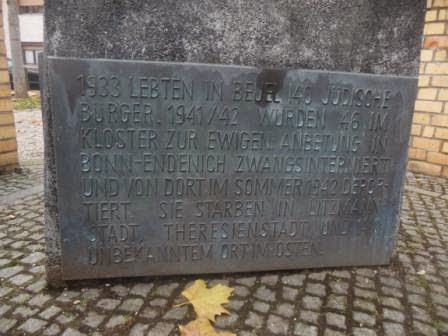 1933 LEBTEN IN BEUEL 140 JÜDISCHE
BÜRGER. 1941/42 WURDEN 46 IM
KLOSTER ZUR EWIGEN ANBETUNG IN
BONN-ENDENICH ZWANGSINTERNIERT
UND VON DORT IM SOMMER 1942 DEPOR-
TIERT. SIE STARBEN IN LITZMANN-
STADT, THERESIENSTADT UND AN
UNBEKANNTEM ORT IM OSTEN.